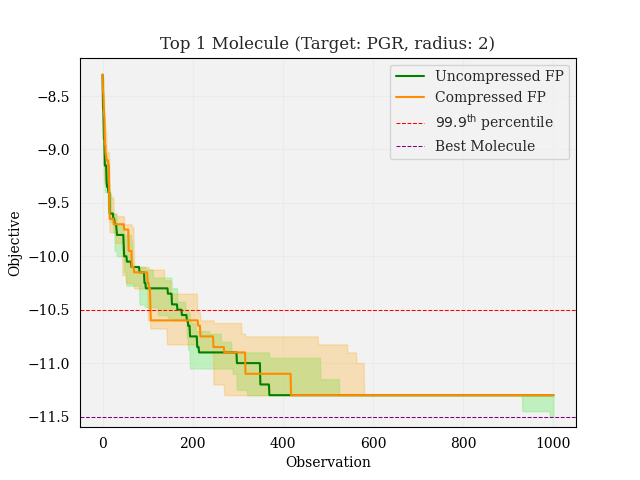 Top 1 Molecule (Target: PGR, radius: 2)
Uncompressed FP
Compressed FP
99.9th percentile
Best Molecule
−8.5
−9.0
−9.5
−10.0
−10.5
−11.0
−11.5
Objective
0 200 400 600 800 1000
Observation